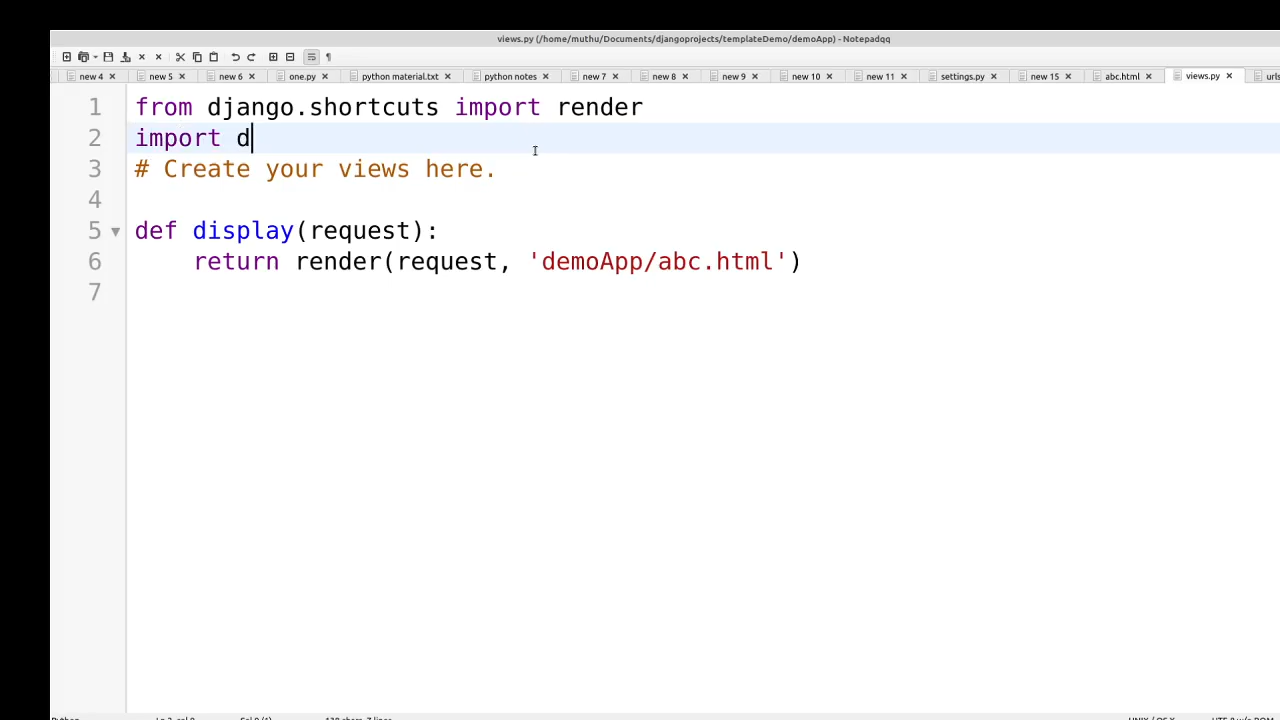 views.py (/home/muthu/Documents/djangoprojects/templateDemo/demoApp) - Notepadqq
new 4 new 5 new 6 one.py python material.txt python notes new 7 new 8 new 9 new 10 new 11 settings.py new 15 abc.html views.py urls
1 from django.shortcuts import render
2 import d
3 # Create your views here.
4
5 def display(request):
6 return render(request, 'demoApp/abc.html')
7